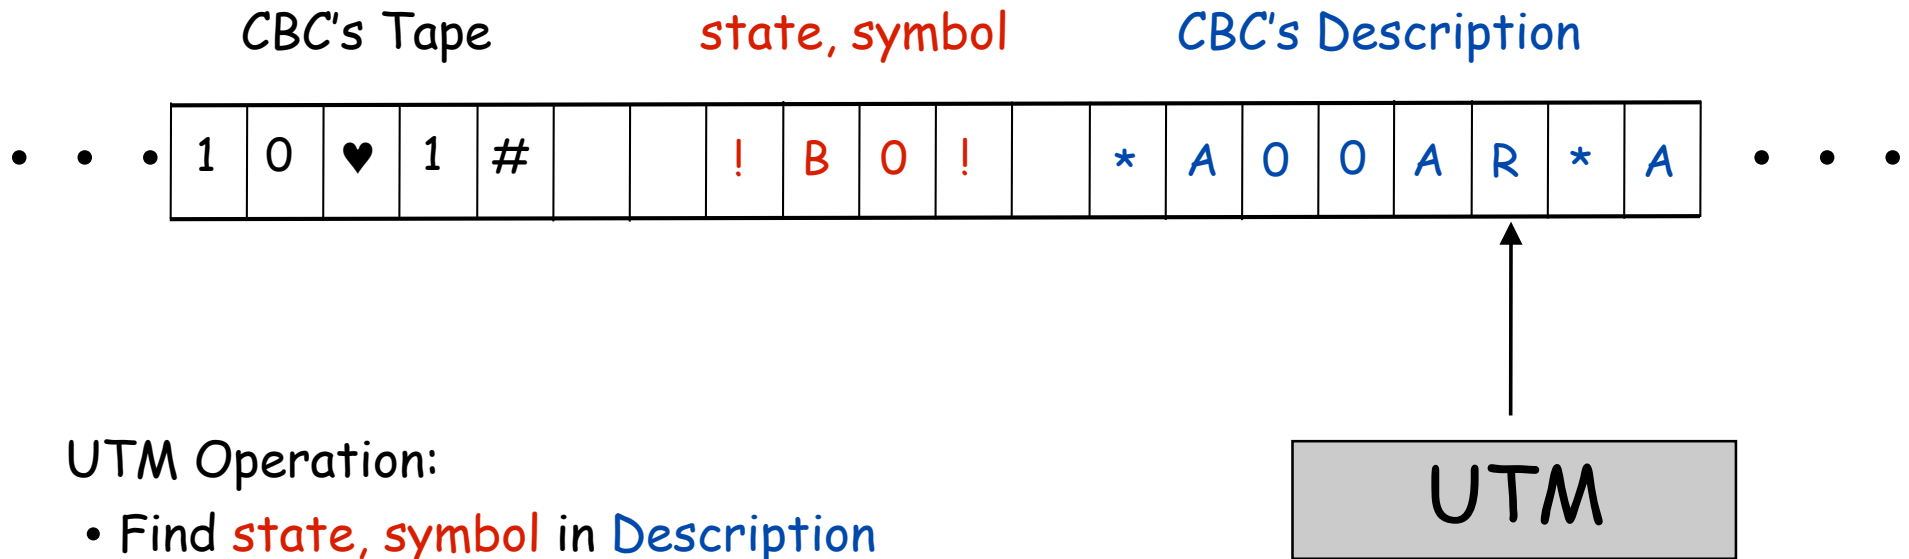 CBC's Tape state, symbol CBC's Description
• • • 1 0 ♥ 1 # ! B 0 ! * A 0 0 A R * A • • •
UTM Operation:
• Find state, symbol in Description
UTM